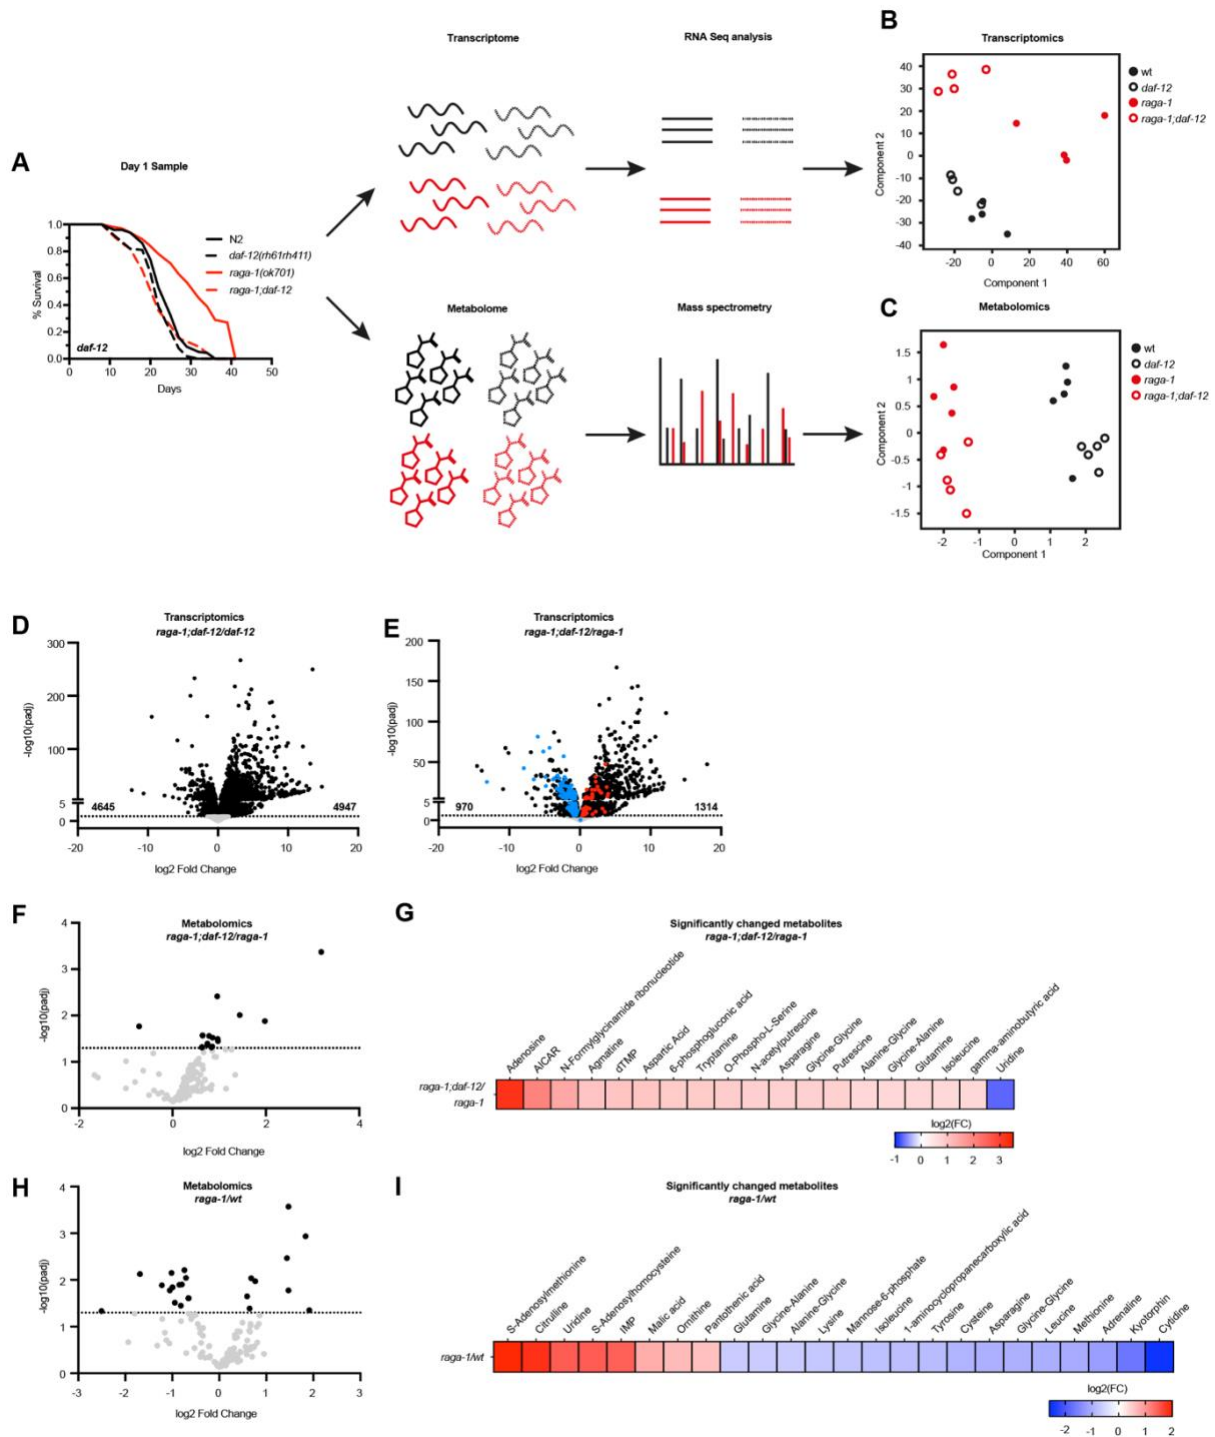 A
Day 1 Sample
% Survival
1.0
0.8
0.6
0.4
0.2
0.0
daf-12
0 10 20 30 40 50
Days
N2
daf-12(rh61rh411)
raga-1(ok701)
raga-1;daf-12
Transcriptome
RNA Seq analysis
Metabolome
Mass spectrometry
B
Transcriptomics
Component 2
40
30
20
10
0
-10
-20
-30
-40
-20 0 20 40 60
Component 1
wt
daf-12
raga-1
raga-1;daf-12
C
Metabolomics
Component 2
1.5
1
0.5
0
-0.5
-1
-1.5
-2 -1 0 1 2
Component 1
wt
daf-12
raga-1
raga-1;daf-12
D
Transcriptomics
raga-1;daf-12/daf-12
-log10(padj)
300
200
100
5
0
4645 4947
-20 -10 0 10 20
log2 Fold Change
E
Transcriptomics
raga-1;daf-12/raga-1
-log10(padj)
200
150
100
50
5
0
970 1314
-20 -10 0 10 20
log2 Fold Change
F
Metabolomics
raga-1;daf-12/raga-1
-log10(padj)
4
3
2
1
0
-2 0 2 4
log2 Fold Change
G
Significantly changed metabolites
raga-1;daf-12/raga-1
Adenosine
AICAR
N-Formylglycinamide ribonucleotide
Agmatine
dTMP
Aspartic Acid
6-phosphogluconic acid
Tryplamine
O-Phospho-L-Serine
N-acetylputrescine
Asparagine
Glycine-Glycine
Putrescine
Alanine-Glycine
Glycine-Alanine
Glutamine
Isoleucine
gamma-aminobutyric acid
Uridine
raga-1;daf-12/
raga-1
log2(FC)
-1 0 1 2 3
H
Metabolomics
raga-1/wt
-log10(padj)
4
3
2
1
0
-3 -2 -1 0 1 2 3
log2 Fold Change
I
Significantly changed metabolites
raga-1/wt
S-Adenosylmethionine
Citrulline
Uridine
S-Adenosylhomocysteine
IMP
Malic acid
Ornithine
Pantothenic acid
Glutamine
Glycine-Alanine
Alanine-Glycine
Lysine
Mannose-6-phosphate
Isoleucine
1-aminocyclopropanecarboxylic acid
Tyrosine
Cysteine
Asparagine
Glycine-Glycine
Leucine
Methionine
Adrenaline
Kyotorphin
Cytidine
raga-1/wt
log2(FC)
-2 -1 0 1 2